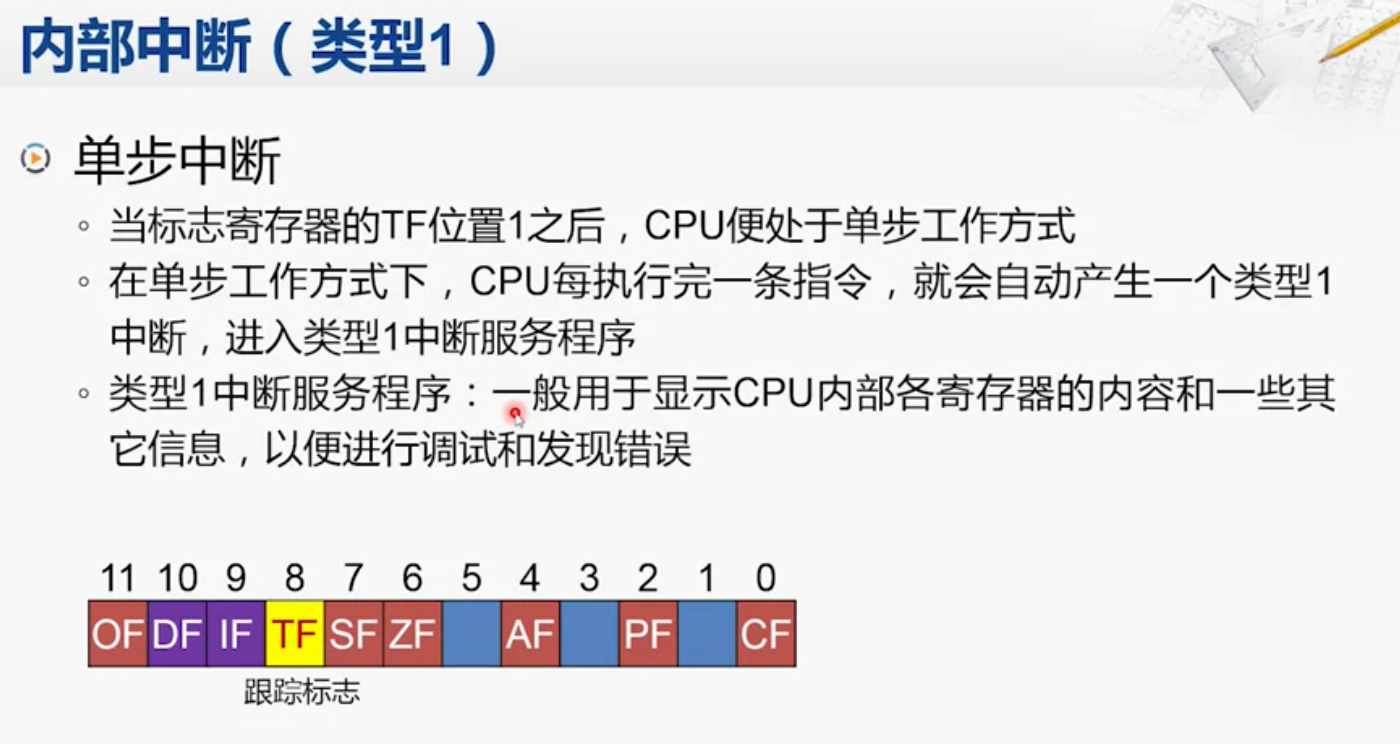 内部中断（类型1）
单步中断
当标志寄存器的TF位置1之后，CPU便处于单步工作方式
在单步工作方式下，CPU每执行完一条指令，就会自动产生一个类型1
中断，进入类型1中断服务程序
类型1中断服务程序：一般用于显示CPU内部各寄存器的内容和一些其
它信息，以便进行调试和发现错误
11 10 9 8 7 6 5 4 3 2 1 0
OF DF IF TF SF ZF AF PF CF
跟踪标志